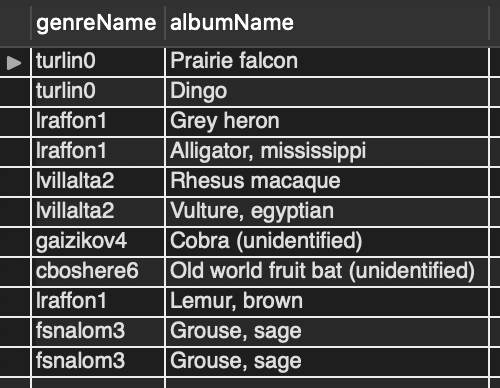 genreName albumName
turlin0 Prairie falcon
turlin0 Dingo
lraffon1 Grey heron
lraffon1 Alligator, mississippi
lvillalta2 Rhesus macaque
lvillalta2 Vulture, egyptian
gaizikov4 Cobra (unidentified)
cboshere6 Old world fruit bat (unidentified)
lraffon1 Lemur, brown
fsnalom3 Grouse, sage
fsnalom3 Grouse, sage